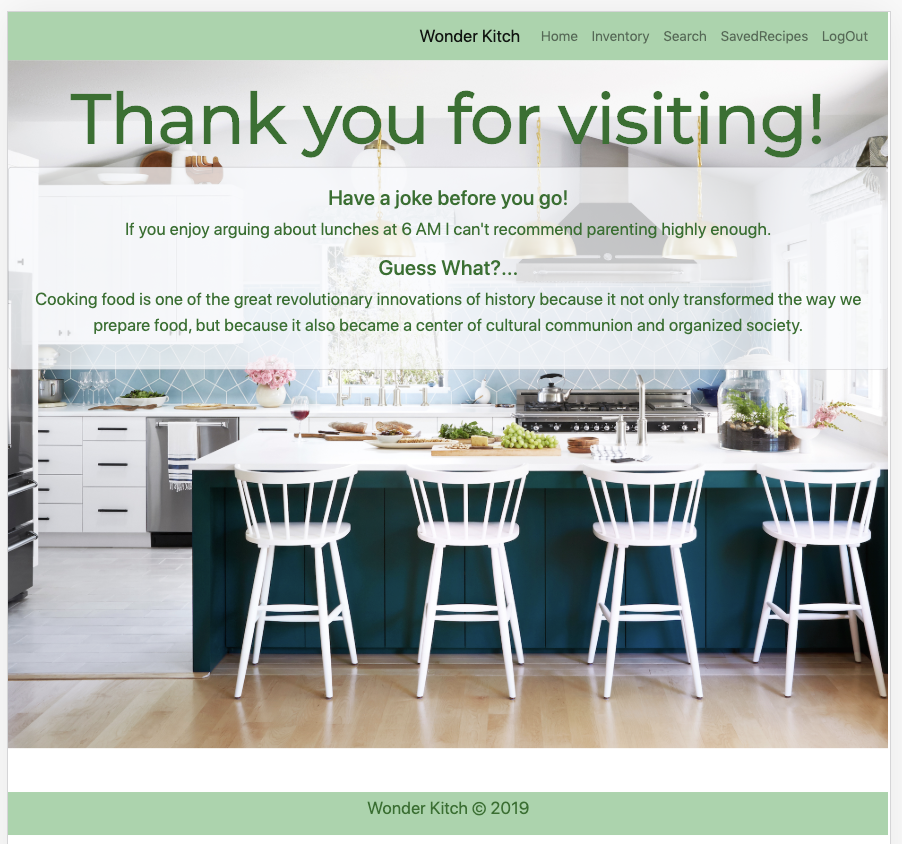 Wonder Kitch Home Inventory Search SavedRecipes LogOut
Thank you for visiting!
Have a joke before you go!
If you enjoy arguing about lunches at 6 AM I can't recommend parenting highly enough.
Guess What?...
Cooking food is one of the great revolutionary innovations of history because it not only transformed the way we
prepare food, but because it also became a center of cultural communion and organized society.
Wonder Kitch © 2019